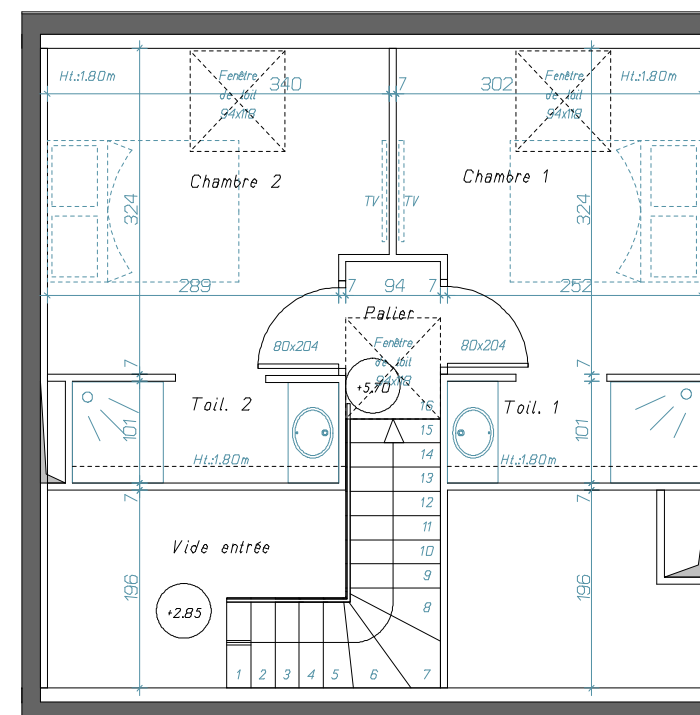 Ht.:1.80m
Fenêtre
de toit
94x118
340
7
302
Fenêtre
de toit
94x118
Ht.:1.80m
Chambre 2
Chambre 1
324
TV
TV
324
289
7
94
7
252
Palier
80x204
Fenêtre
de toit
94x118
80x204
7
7
+5.70
Toil. 2
16
Toil. 1
101
15
101
Ht.:1.80m
14
Ht.:1.80m
13
7
12
7
11
Vide entrée
10
9
196
196
+2.85
8
1
2
3
4
5
6
7